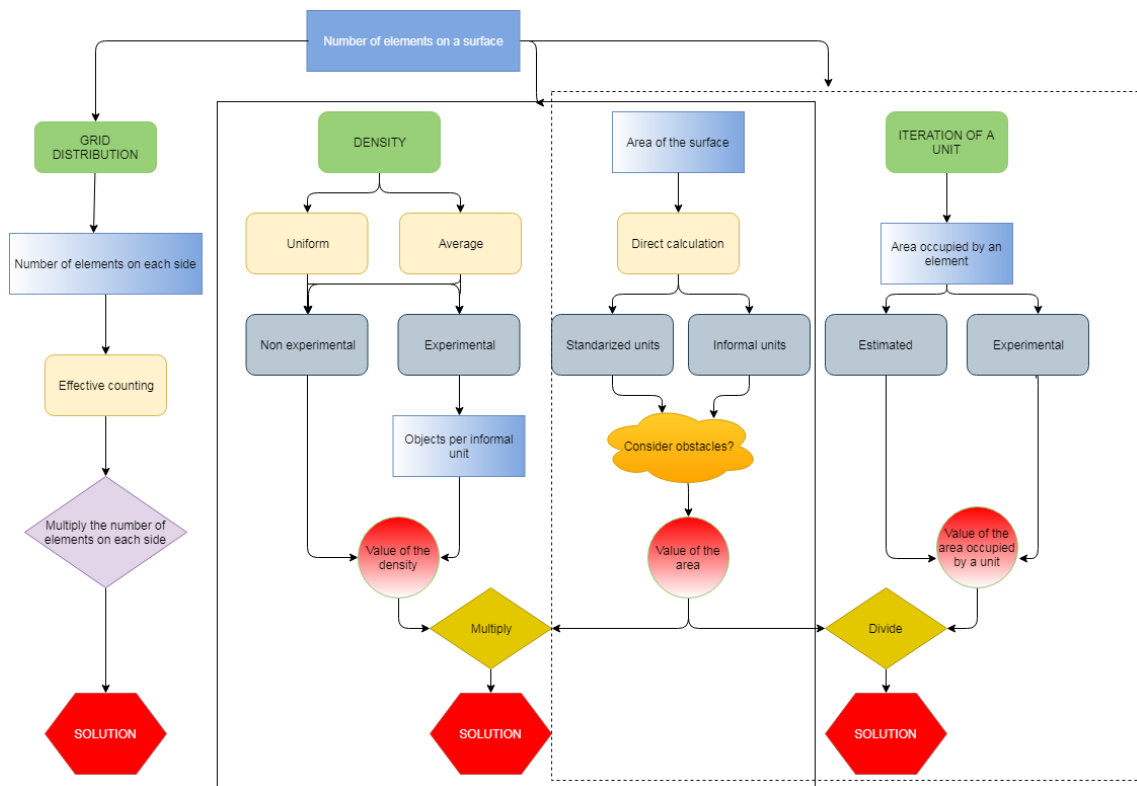 Number of elements on a surface
GRID
DISTRIBUTION
DENSITY
Area of the surface
ITERATION OF A
UNIT
Uniform
Average
Direct calculation
Number of elements on each side
Area occupied by an
element
Non experimental
Experimental
Standarized units
Informal units
Estimated
Experimental
Effective counting
Objects per informal
unit
Consider obstacles?
Multiply the number of
elements on each side
Value of the
density
Value of the
area
Value of the
area occupied
by a unit
Multiply
Divide
SOLUTION
SOLUTION
SOLUTION